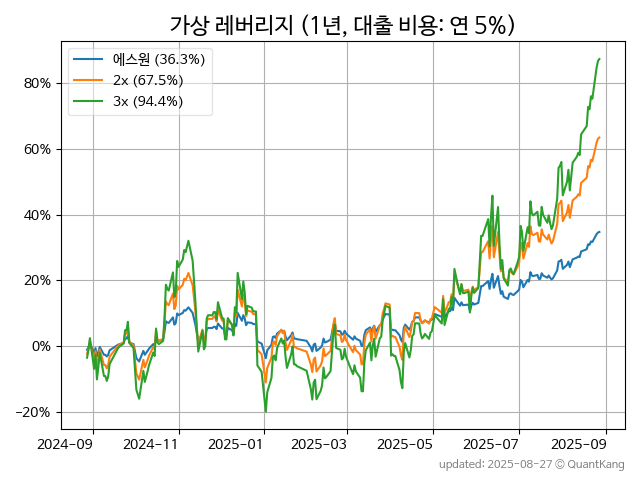 가상 레버리지 (1년, 대출 비용: 연 5%)
에스원 (36.3%)
2x (67.5%)
3x (94.4%)
80%
60%
40%
20%
0%
−20%
2024-09 2024-11 2025-01 2025-03 2025-05 2025-07 2025-09
updated: 2025-08-27 © QuantKang